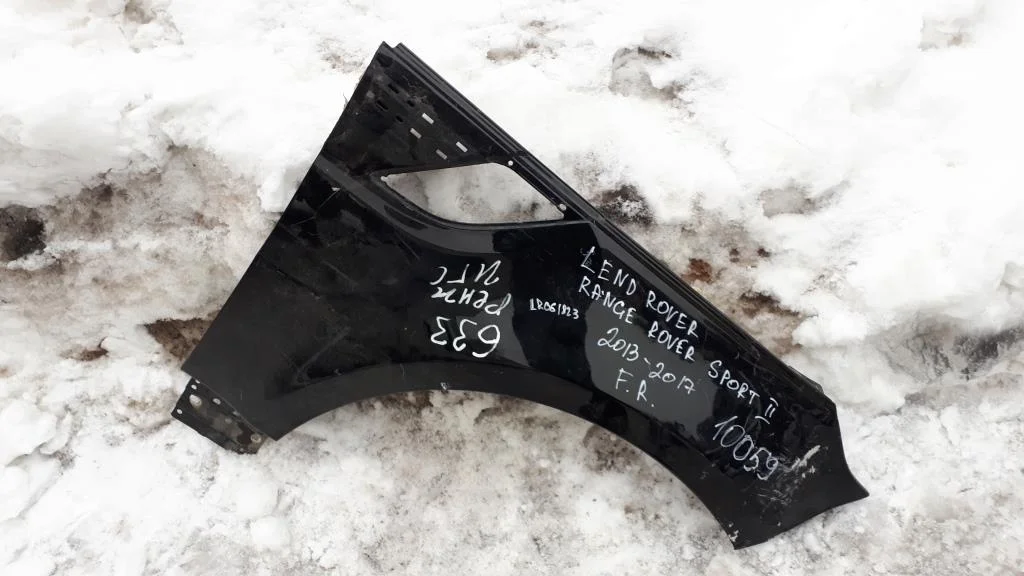 LEND ROVER
RANGE ROVER SPORT II
2013-2017
F.R.
10059
LR061823
633
РЕНЖ